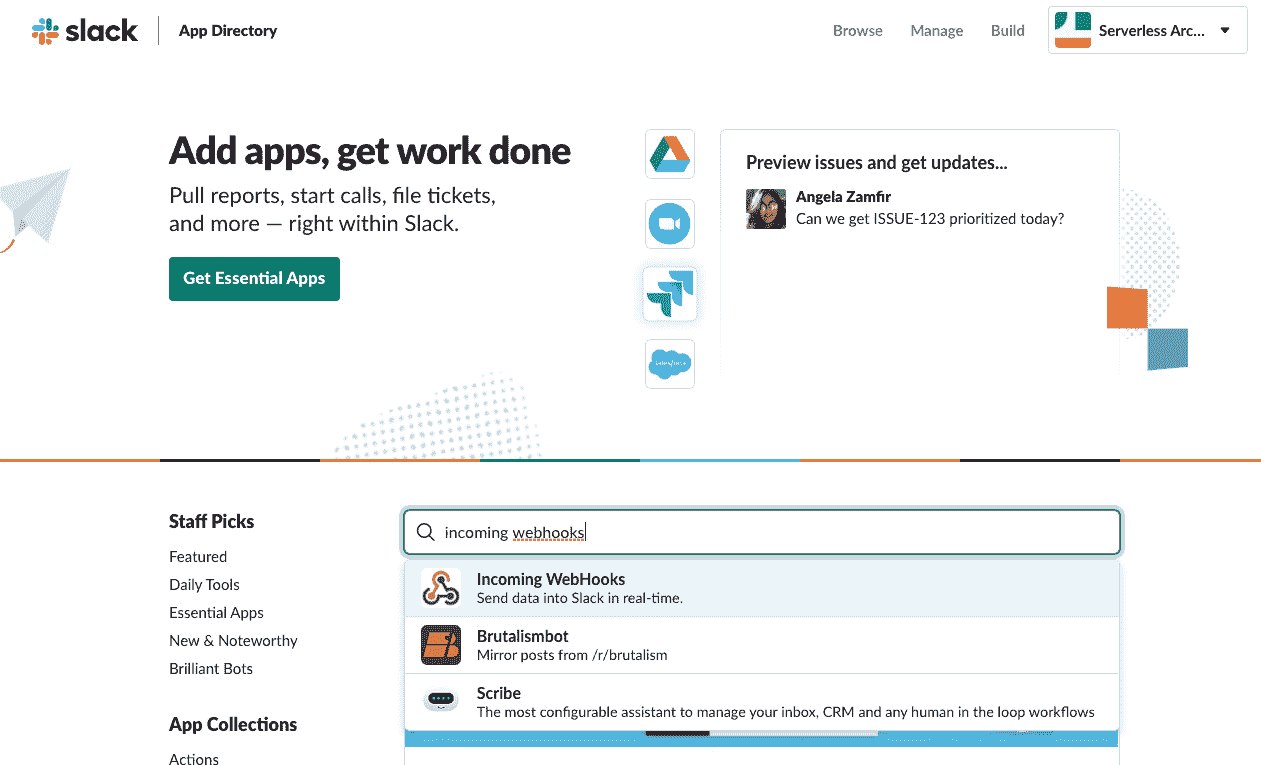 slack
App Directory
Browse
Manage
Build
Serverless Arc...
Add apps, get work done
Pull reports, start calls, file tickets,
and more — right within Slack.
Get Essential Apps
salesforce
Preview issues and get updates...
Angela Zamfir
Can we get ISSUE-123 prioritized today?
Staff Picks
Featured
Daily Tools
Essential Apps
New & Noteworthy
Brilliant Bots
App Collections
Actions
incoming webhooks
Incoming WebHooks
Send data into Slack in real-time.
Brutalismbot
Mirror posts from /r/brutalism
Scribe
The most configurable assistant to manage your inbox, CRM and any human in the loop workflows